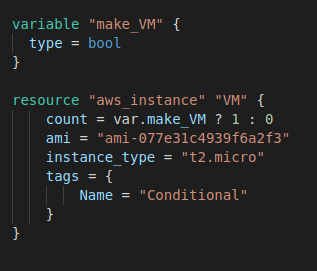 variable "make_VM" {
  type = bool
}

resource "aws_instance" "VM" {
    count = var.make_VM ? 1 : 0
    ami = "ami-077e31c4939f6a2f3"
    instance_type = "t2.micro"
    tags = {
        Name = "Conditional"
    }
}